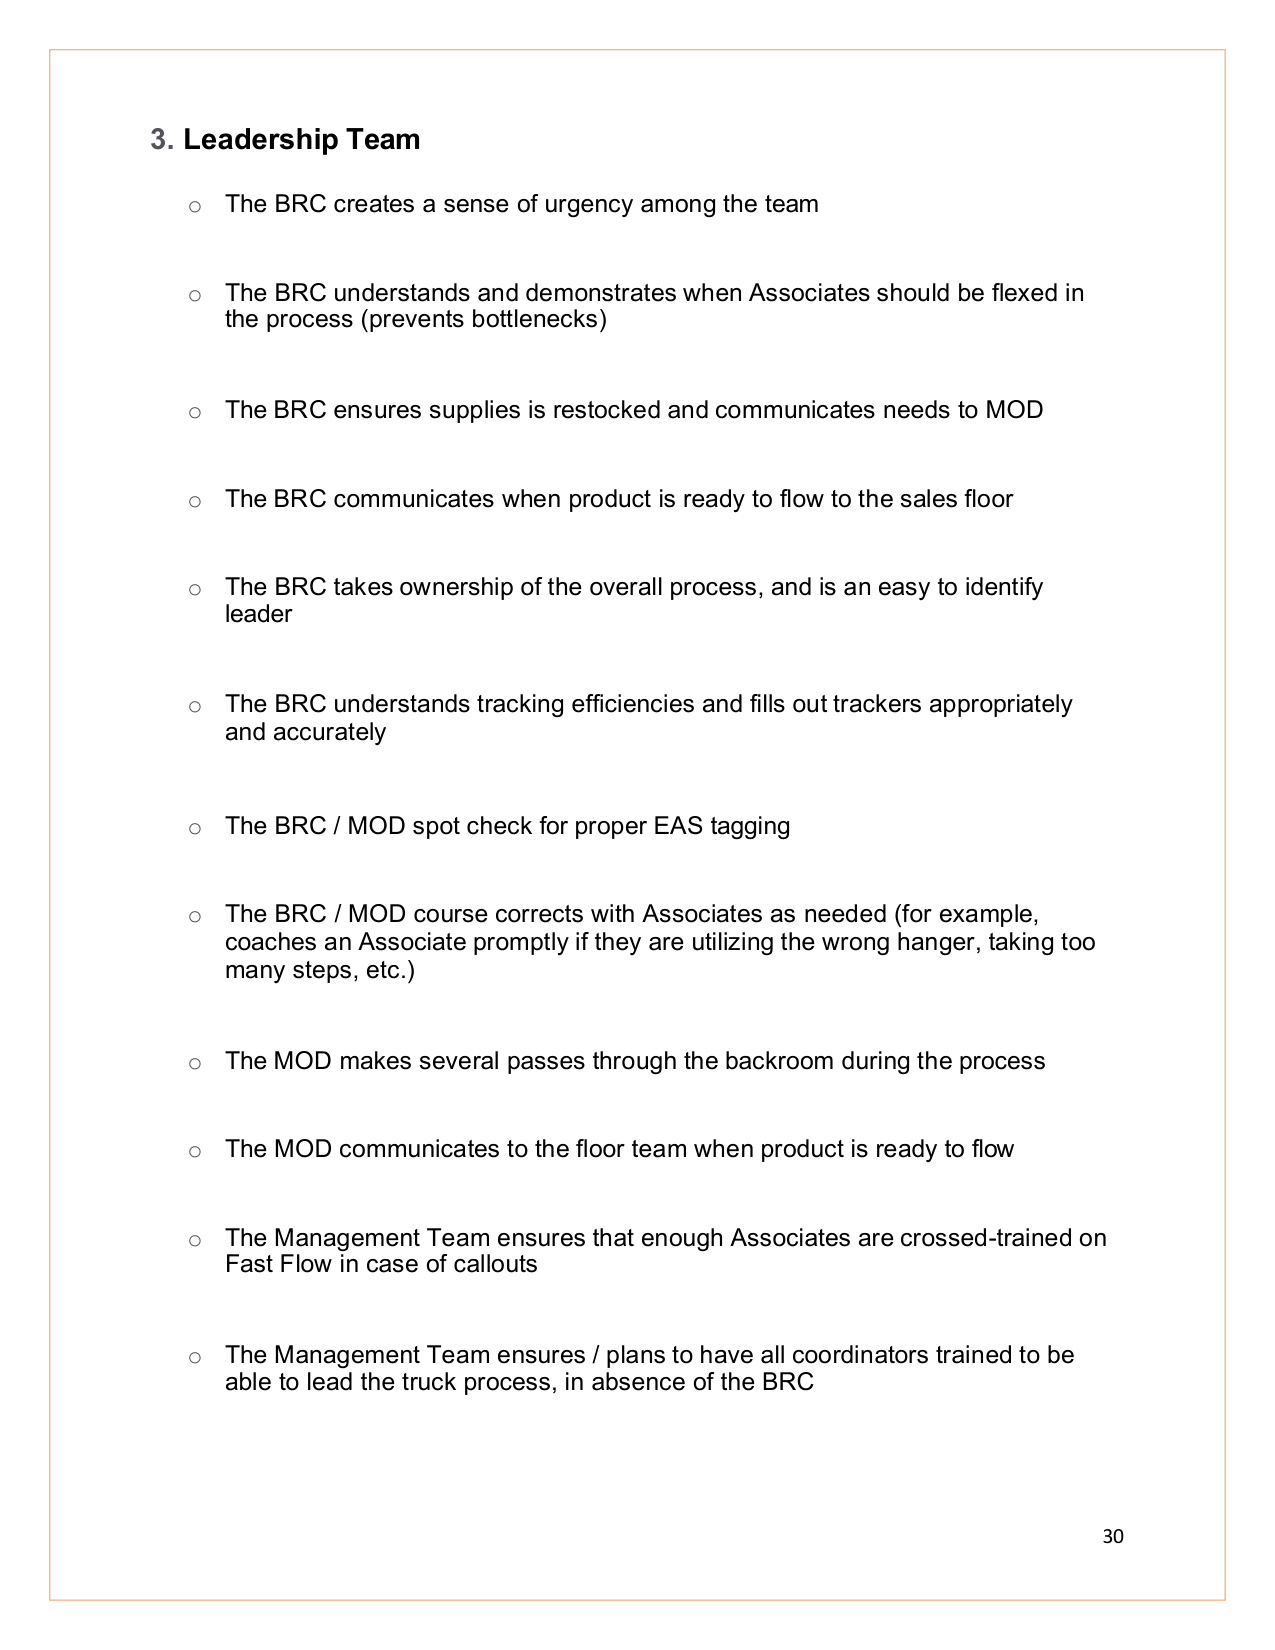 3. Leadership Team
o The BRC creates a sense of urgency among the team
o The BRC understands and demonstrates when Associates should be flexed in
the process (prevents bottlenecks)
o The BRC ensures supplies is restocked and communicates needs to MOD
o The BRC communicates when product is ready to flow to the sales floor
o The BRC takes ownership of the overall process, and is an easy to identify
leader
o The BRC understands tracking efficiencies and fills out trackers appropriately
and accurately
o The BRC / MOD spot check for proper EAS tagging
o The BRC / MOD course corrects with Associates as needed (for example,
coaches an Associate promptly if they are utilizing the wrong hanger, taking too
many steps, etc.)
o The MOD makes several passes through the backroom during the process
o The MOD communicates to the floor team when product is ready to flow
o The Management Team ensures that enough Associates are crossed-trained on
Fast Flow in case of callouts
o The Management Team ensures / plans to have all coordinators trained to be
able to lead the truck process, in absence of the BRC
30